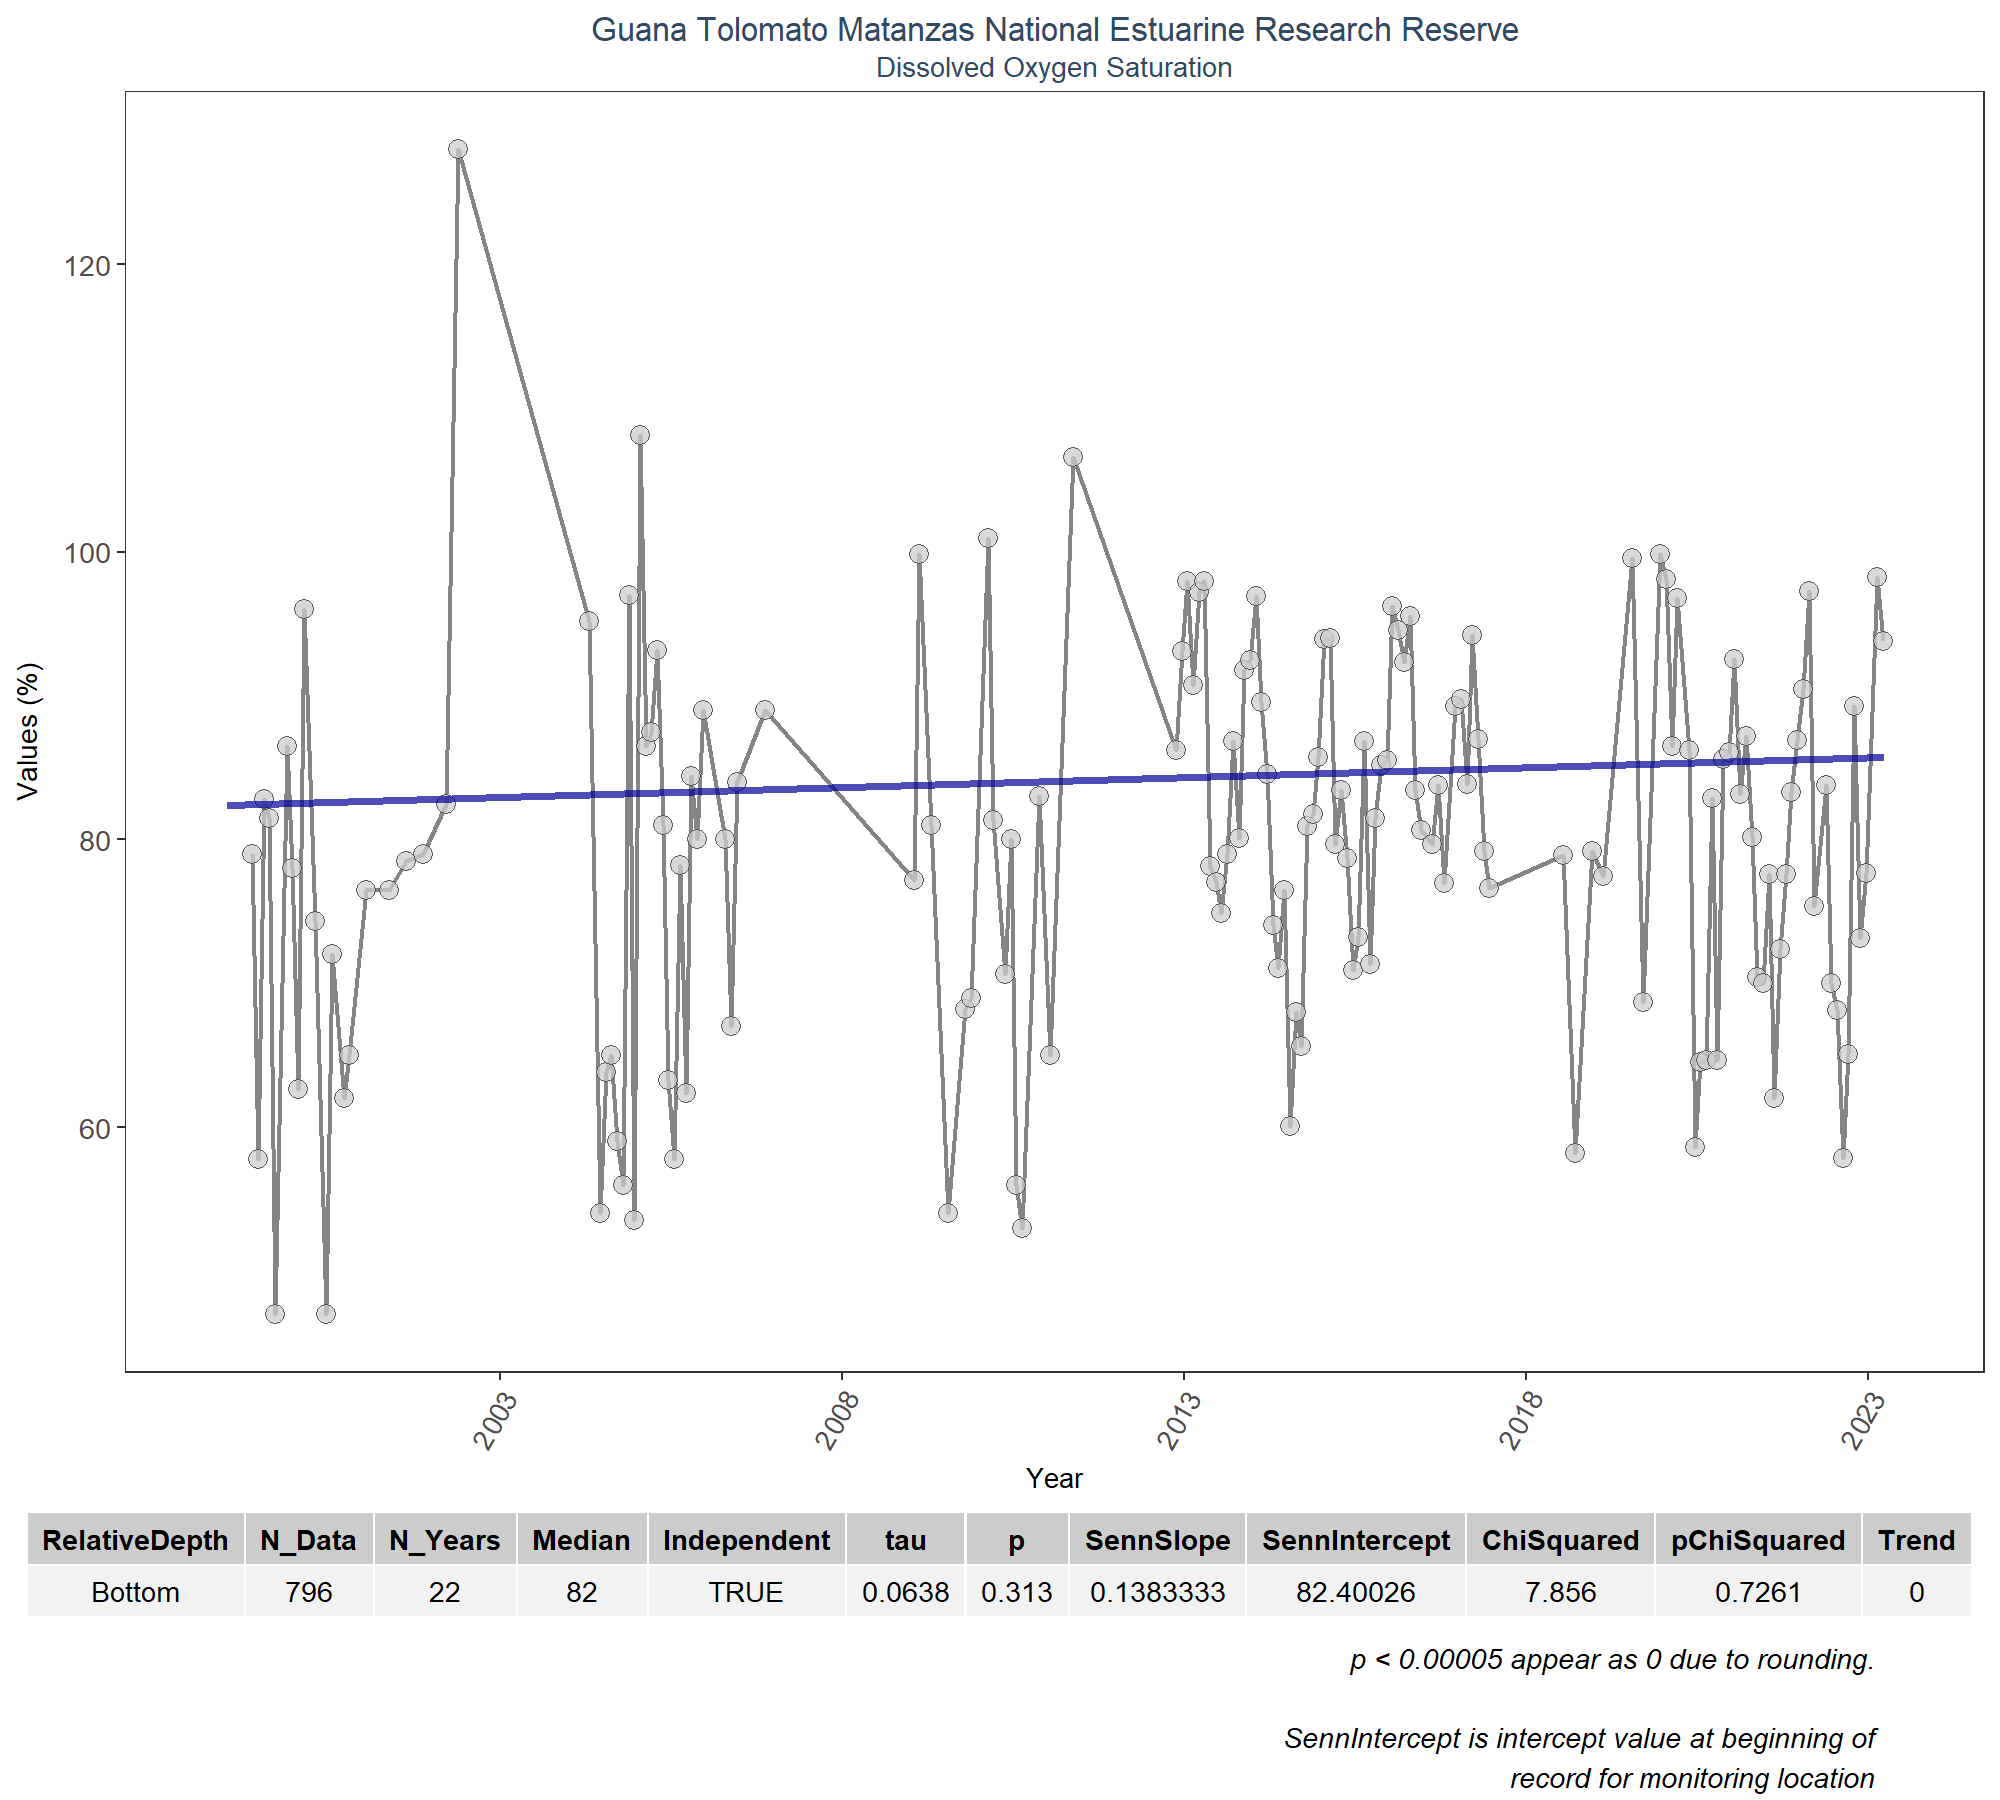 Guana Tolomato Matanzas National Estuarine Research Reserve
Dissolved Oxygen Saturation
Values (%)
120
100
80
60
2003
2008
2013
2018
2023
Year
RelativeDepth N_Data N_Years Median Independent tau p SennSlope SennIntercept ChiSquared pChiSquared Trend
Bottom 796 22 82 TRUE 0.0638 0.313 0.1383333 82.40026 7.856 0.7261 0
p < 0.00005 appear as 0 due to rounding.
SennIntercept is intercept value at beginning of
record for monitoring location